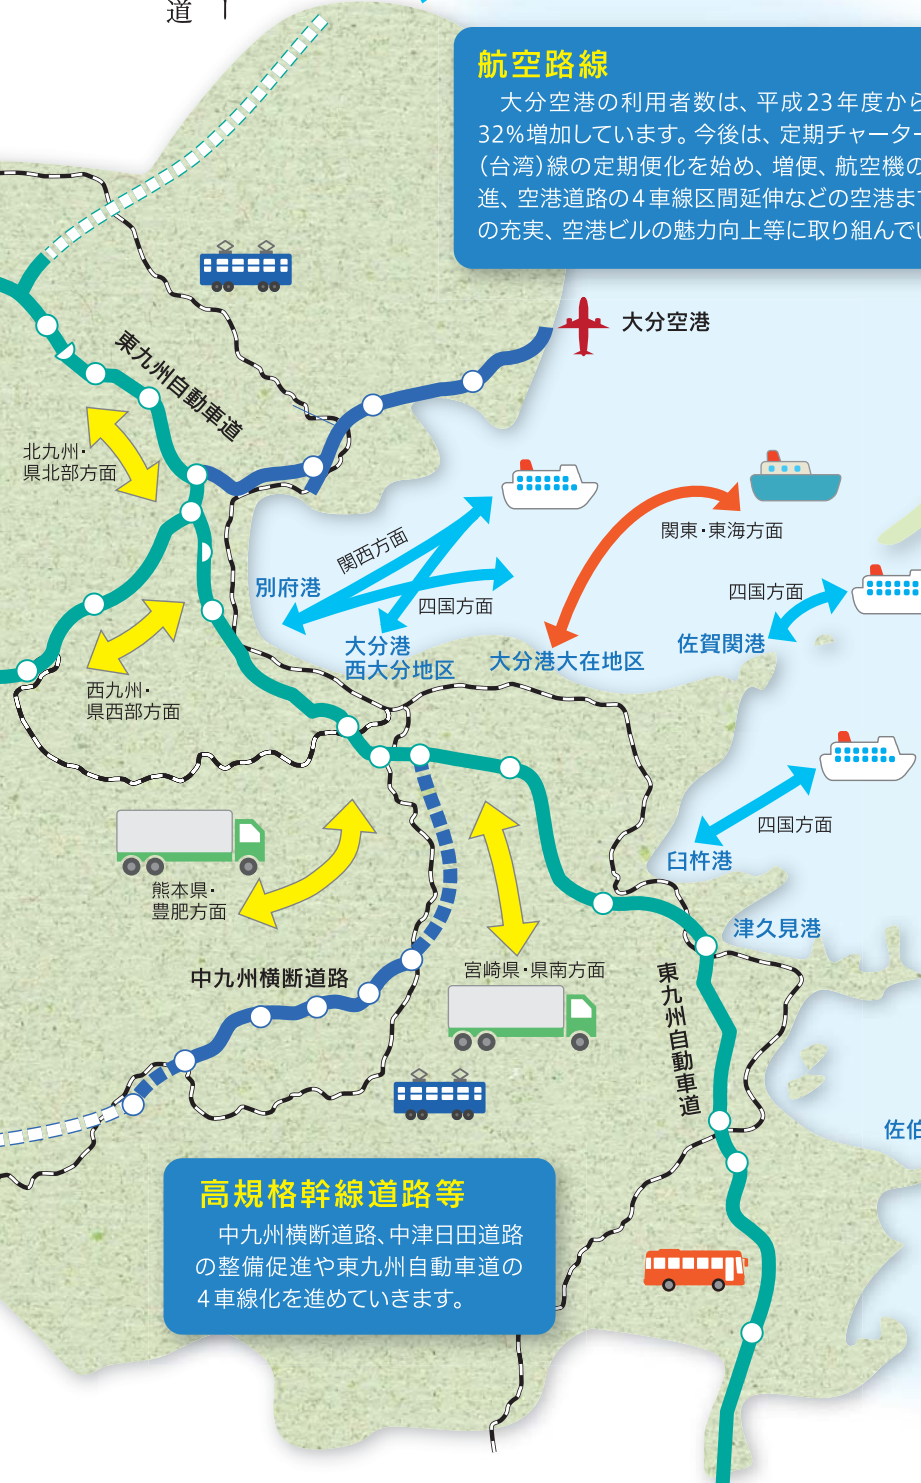 道
ー
航空路線
大分空港の利用者数は、平成23年度から
32%増加しています。今後は、定期チャーター
（台湾）線の定期便化を始め、増便、航空機の
進、空港道路の4車線区間延伸などの空港まで
の充実、空港ビルの魅力向上等に取り組んでい
大分空港
東九州自動車道
北九州・
県北部方面
関西方面
関東・東海方面
別府港
四国方面
四国方面
大分港
西大分地区
大分港大在地区
佐賀関港
西九州・
県西部方面
四国方面
臼杵港
熊本県・
豊肥方面
津久見港
宮崎県・県南方面
中九州横断道路
東九州自動車道
佐伯
高規格幹線道路等
中九州横断道路、中津日田道路
の整備促進や東九州自動車道の
4車線化を進めていきます。